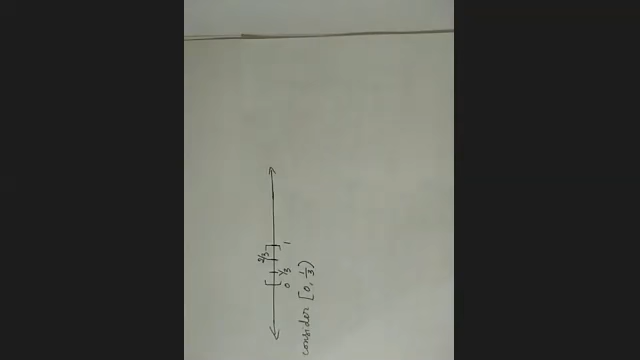 2/3
0 1/3 1
consider [0, 1/3)